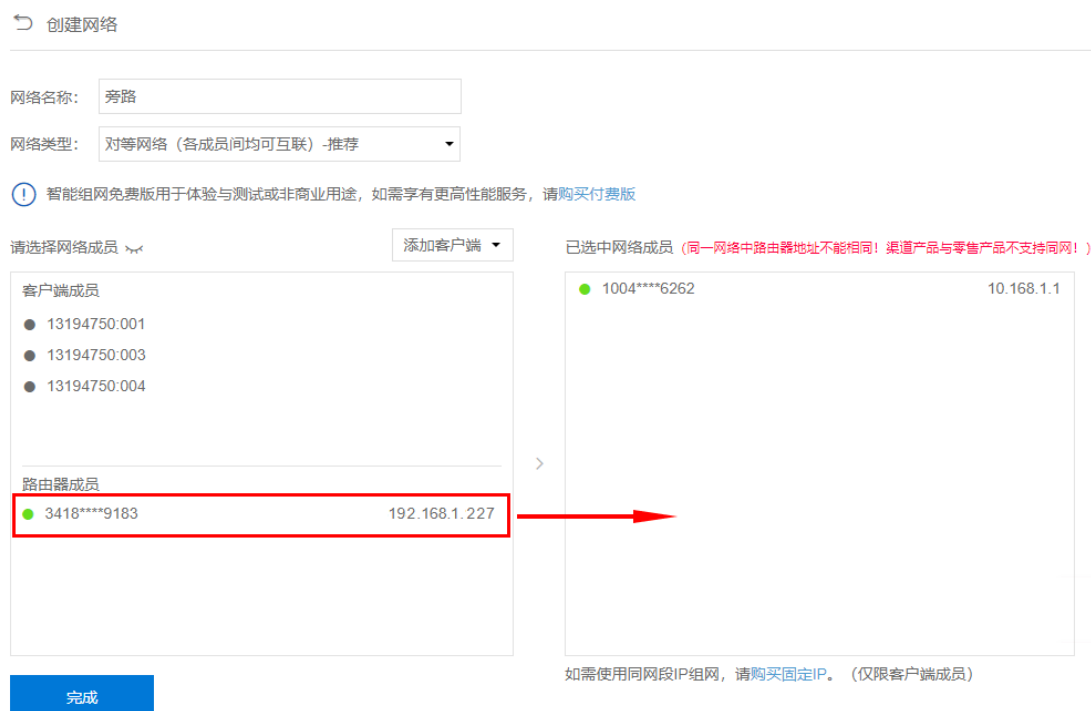 创建网络
网络名称： 旁路
网络类型： 对等网络（各成员间均可互联）-推荐
智能组网免费版用于体验与测试或非商业用途，如需享有更高性能服务，请购买付费版
请选择网络成员 添加客户端
客户端成员
13194750:001
13194750:003
13194750:004
路由器成员
3418****9183 192.168.1.227
完成
已选中网络成员（同一网络中路由器地址不能相同！渠道产品与零售产品不支持同网！）
1004****6262 10.168.1.1
如需使用同网段IP组网，请购买固定IP。（仅限客户端成员）